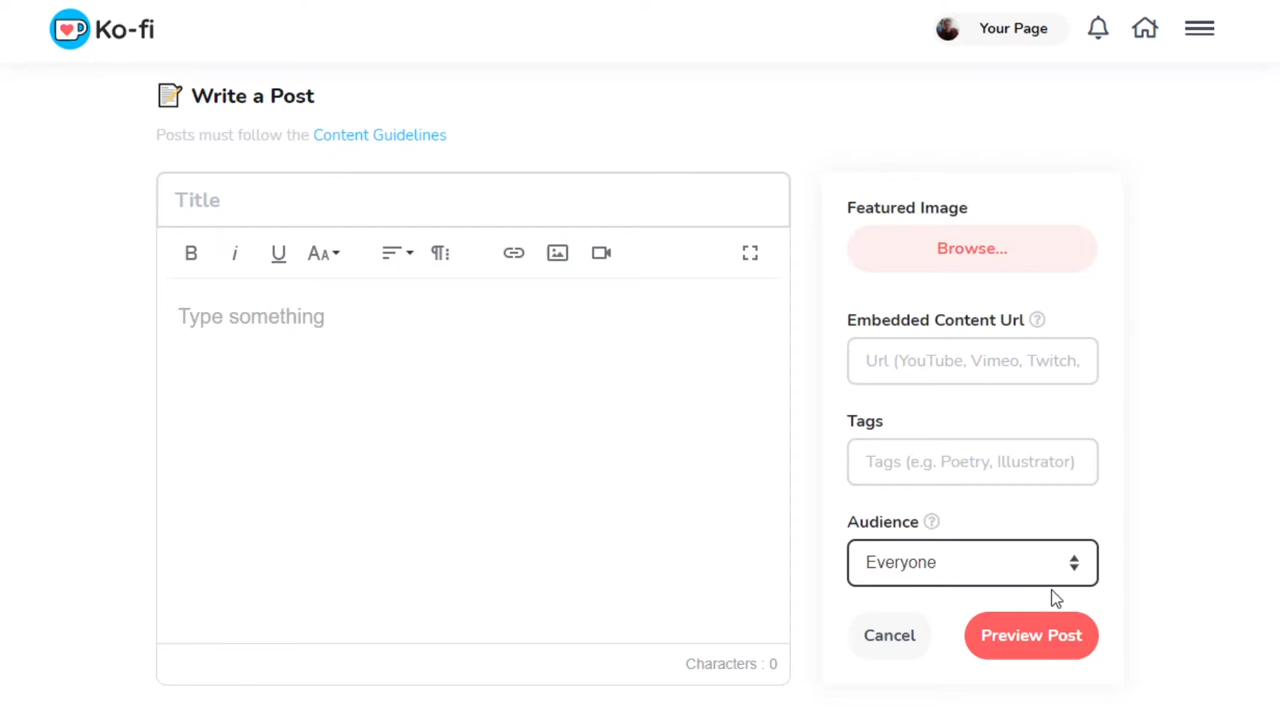 Ko-fi
Your Page
Write a Post
Posts must follow the Content Guidelines
Title
B i U AA
Type something
Characters : 0
Featured Image
Browse...
Embedded Content Url ?
Url (YouTube, Vimeo, Twitch,
Tags
Tags (e.g. Poetry, Illustrator)
Audience ?
Everyone
Cancel
Preview Post